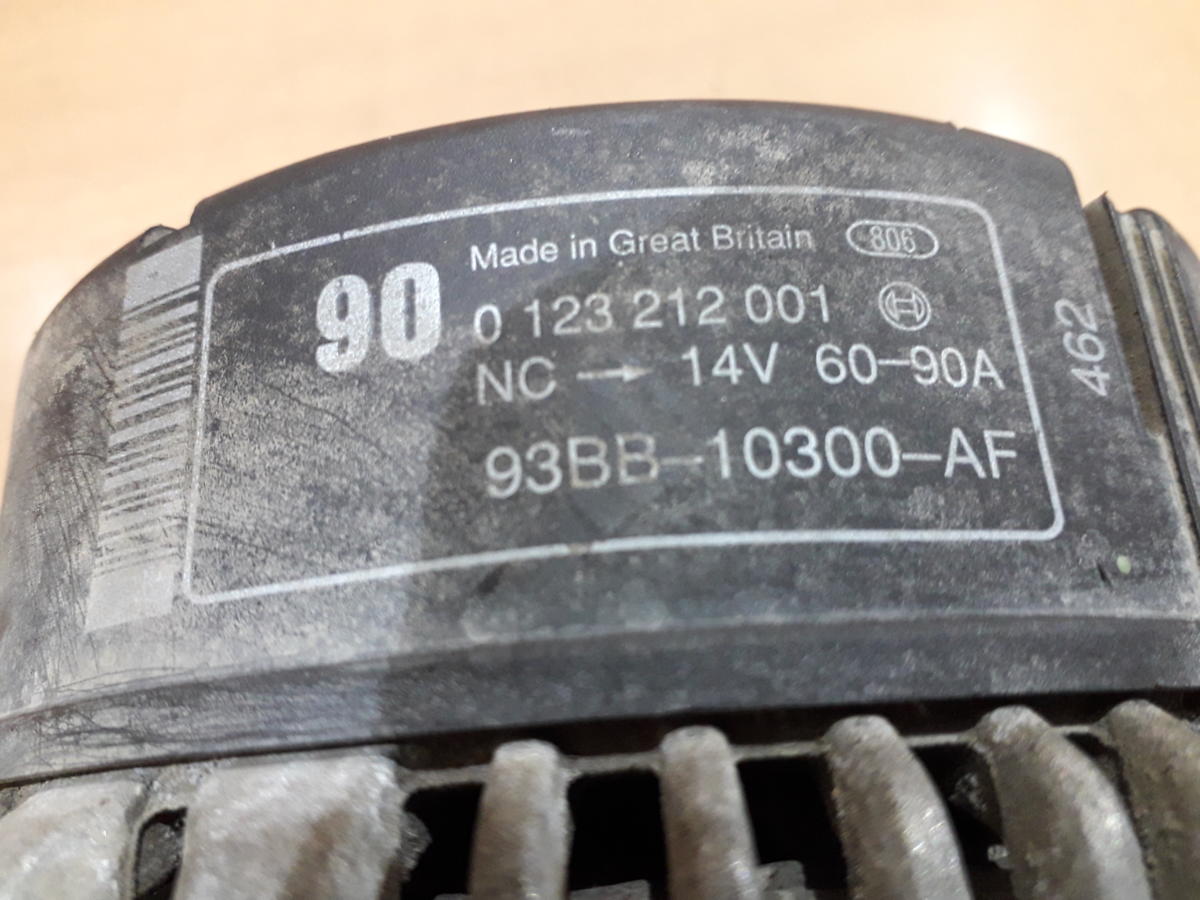 Made in Great Britain 806
90 0 123 212 001
NC → 14V 60-90A
93BB-10300-AF
462